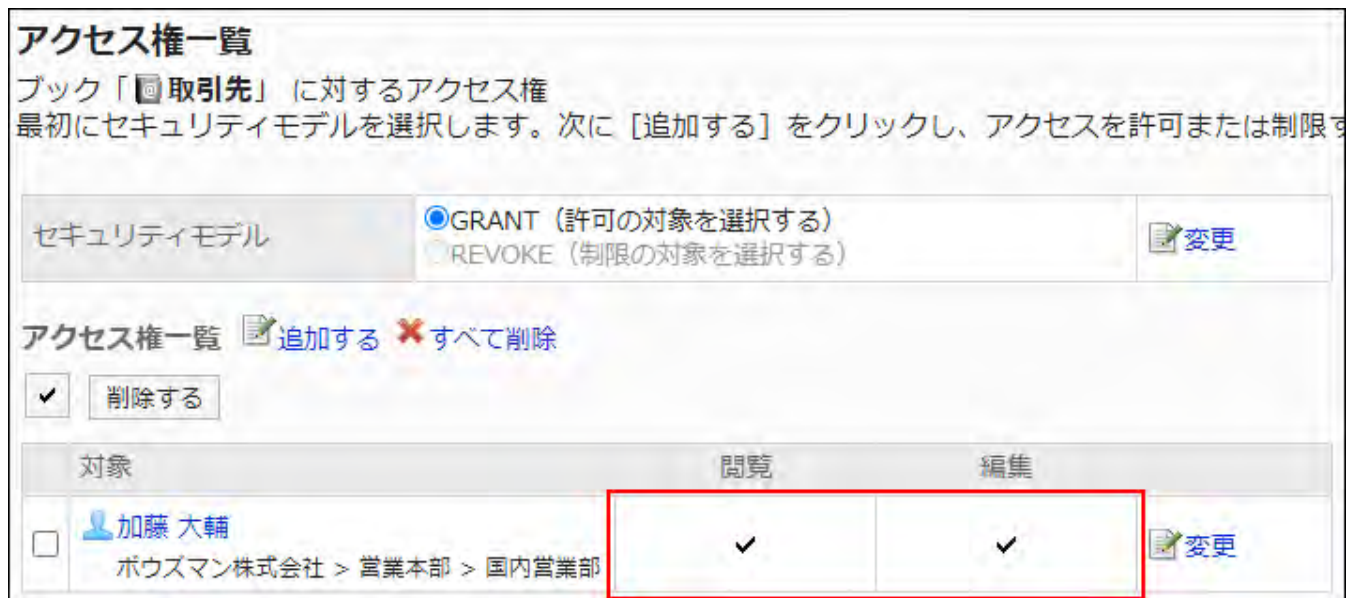 アクセス権一覧
ブック「取引先」 に対するアクセス権
最初にセキュリティモデルを選択します。次に［追加する］をクリックし、アクセスを許可または制限す
セキュリティモデル
GRANT（許可の対象を選択する）
REVOKE（制限の対象を選択する）
変更
アクセス権一覧 追加する すべて削除
削除する
対象 閲覧 編集
加藤 大輔
ボウズマン株式会社 > 営業本部 > 国内営業部
変更